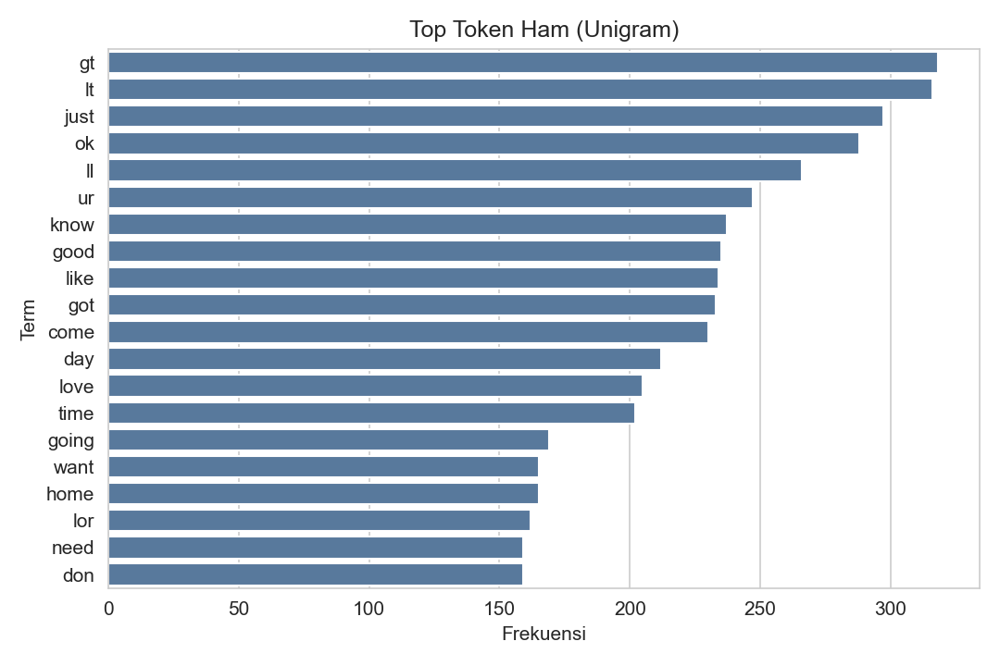 Top Token Ham (Unigram)
gt
lt
just
ok
ll
ur
know
good
like
got
come
day
love
time
going
want
home
lor
need
don
Term
0 50 100 150 200 250 300
Frekuensi